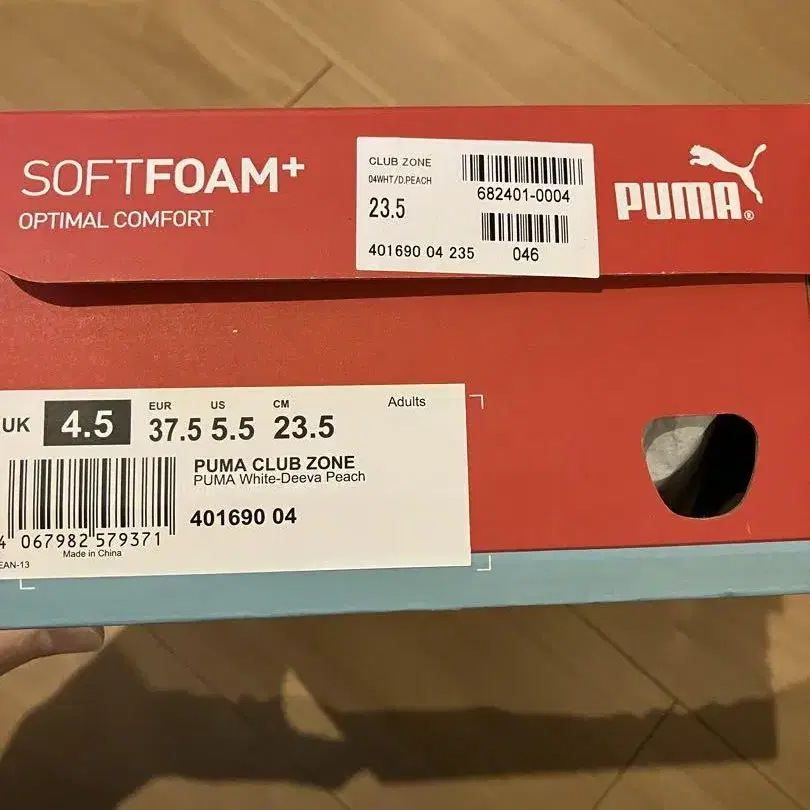 SOFTFOAM+
OPTIMAL COMFORT
CLUB ZONE
04WHT/D.PEACH
23.5
401690 04 235
682401-0004
046
PUMA®
UK 4.5
EUR 37.5
US 5.5
CM 23.5
Adults
PUMA CLUB ZONE
PUMA White-Deeva Peach
401690 04
4 067982 579371
Made in China
EAN-13